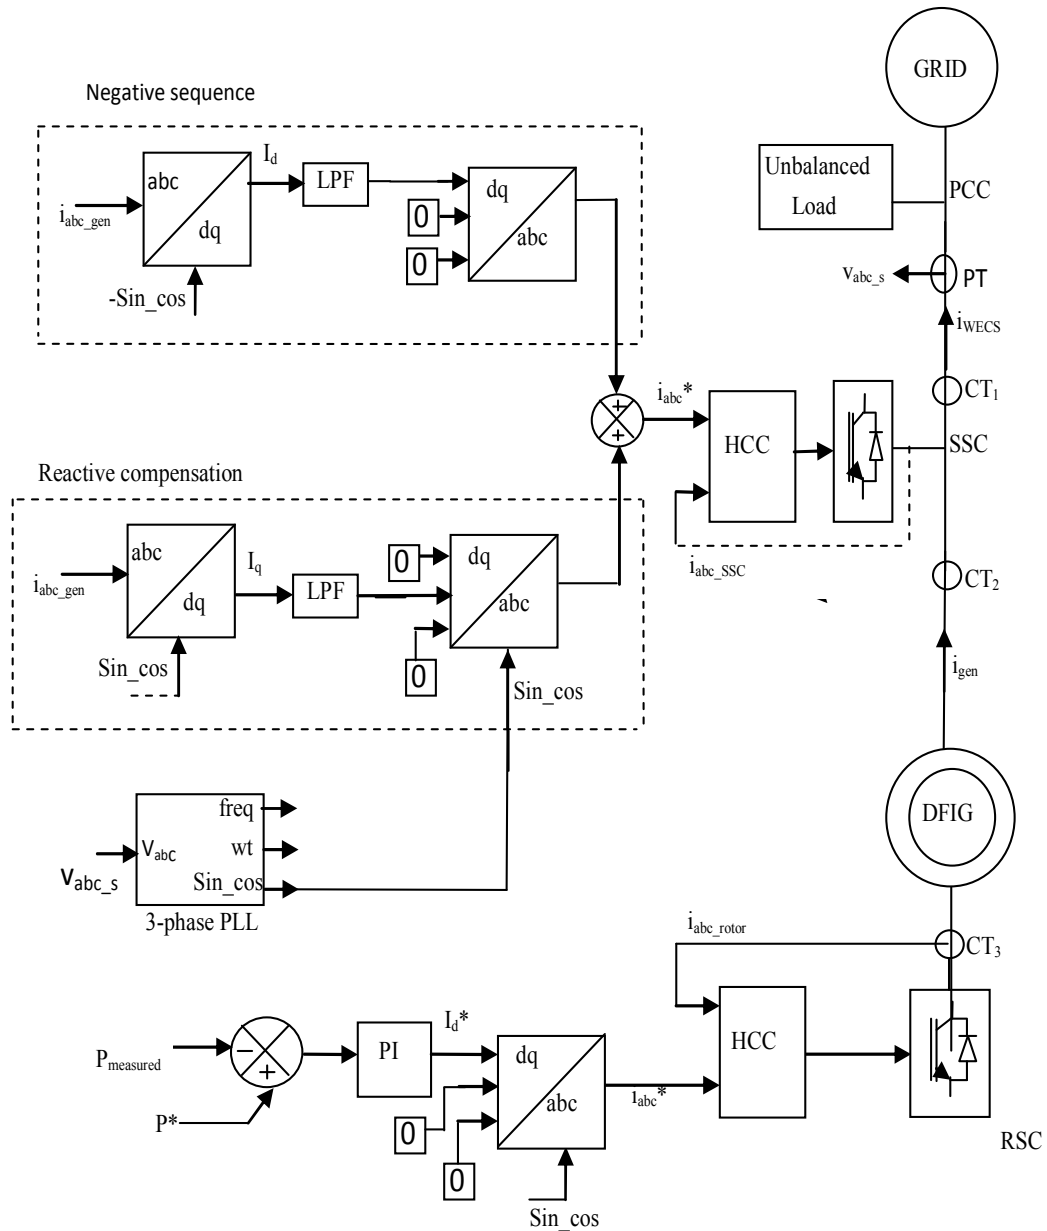 GRID
Negative sequence
abc
I_d
LPF
dq
abc
0
0
i_abc_gen
dq
-Sin_cos
Unbalanced
Load
PCC
v_abc_s
PT
i_WECS
CT_1
i_abc*
HCC
SSC
i_abc_SSC
CT_2
i_gen
Reactive compensation
abc
I_q
0
dq
i_abc_gen
dq
LPF
abc
Sin_cos
0
Sin_cos
freq
V_abc
wt
v_abc_s
Sin_cos
3-phase PLL
DFIG
i_abc_rotor
CT_3
P_measured
P*
PI
I_d*
dq
abc
0
0
i_abc*
HCC
Sin_cos
RSC